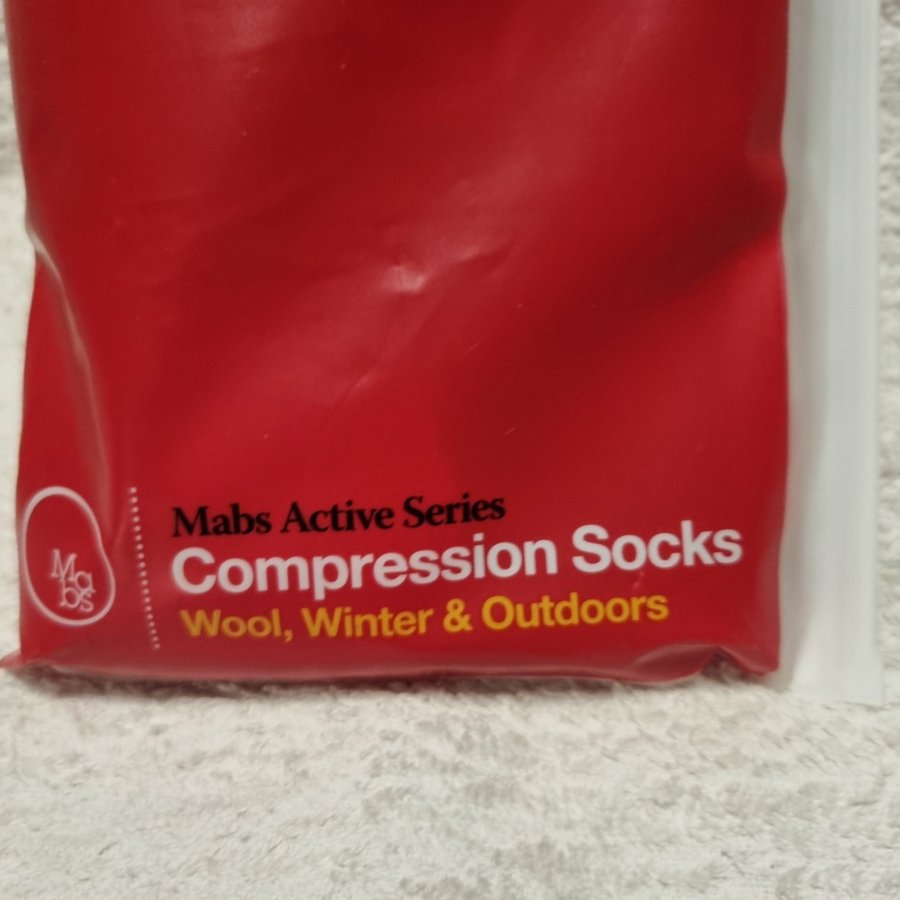 Mabs Active Series
Compression Socks
Wool, Winter & Outdoors
Mabs